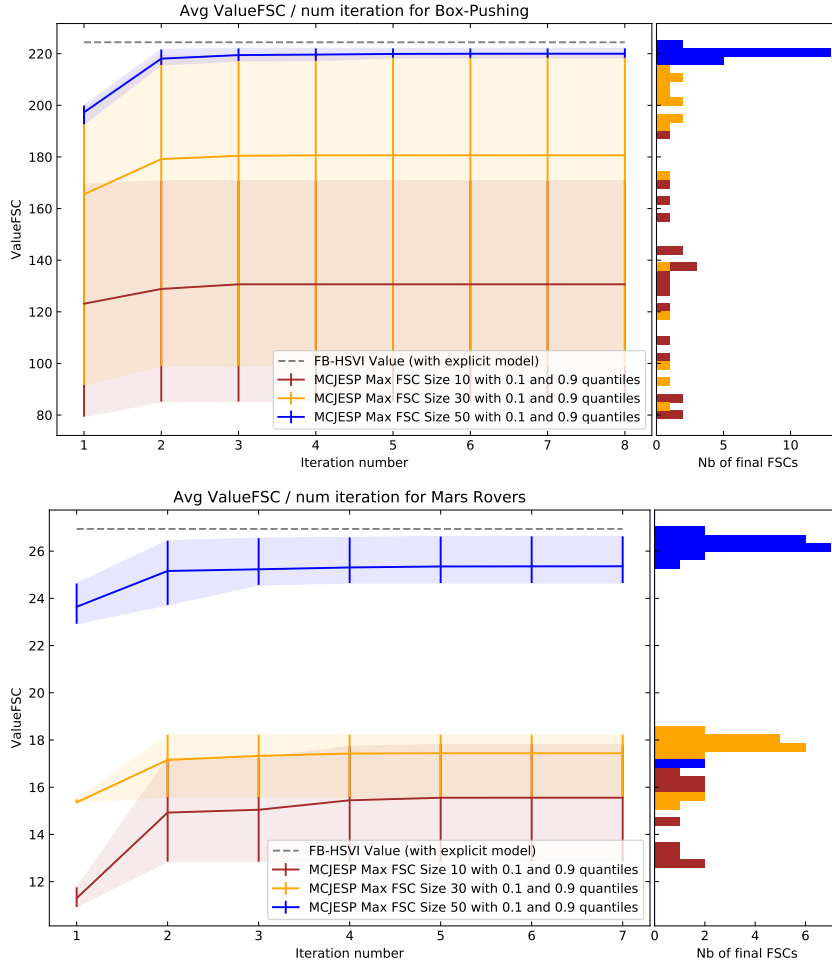 Avg ValueFSC / num iteration for Box-Pushing
220
200
180
160
140
120
100
80
ValueFSC
FB-HSVI Value (with explicit model)
MCJESP Max FSC Size 10 with 0.1 and 0.9 quantiles
MCJESP Max FSC Size 30 with 0.1 and 0.9 quantiles
MCJESP Max FSC Size 50 with 0.1 and 0.9 quantiles
1 2 3 4 5 6 7 8
Iteration number
0 5 10
Nb of final FSCs
Avg ValueFSC / num iteration for Mars Rovers
26
24
22
20
18
16
14
12
ValueFSC
FB-HSVI Value (with explicit model)
MCJESP Max FSC Size 10 with 0.1 and 0.9 quantiles
MCJESP Max FSC Size 30 with 0.1 and 0.9 quantiles
MCJESP Max FSC Size 50 with 0.1 and 0.9 quantiles
1 2 3 4 5 6 7
Iteration number
0 2 4 6
Nb of final FSCs